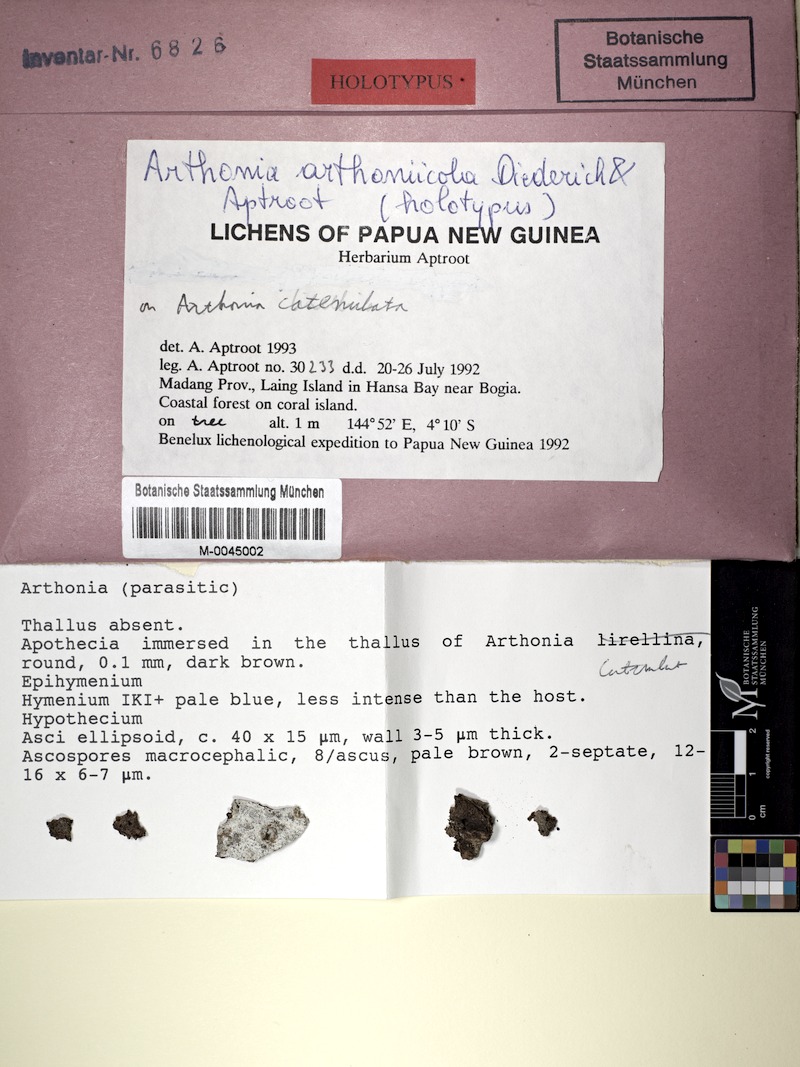 Inventar-Nr. 6826
HOLOTYPUS
Botanische
Staatssammlung
München
Arthonia arthoniicola Diederich &
Aptroot (holotypus)
LICHENS OF PAPUA NEW GUINEA
Herbarium Aptroot
on Arthonia catenulata
det. A. Aptroot 1993
leg. A. Aptroot no. 30233 d.d. 20-26 July 1992
Madang Prov., Laing Island in Hansa Bay near Bogia.
Coastal forest on coral island.
on tree alt. 1 m 144°52' E, 4°10' S
Benelux lichenological expedition to Papua New Guinea 1992
Botanische Staatssammlung München
M-0045002
Arthonia (parasitic)
Thallus absent.
Apothecia immersed in the thallus of Arthonia lirellina,
round, 0.1 mm, dark brown.
Epihymenium
Hymenium IKI+ pale blue, less intense than the host.
Hypothecium
Asci ellipsoid, c. 40 x 15 µm, wall 3-5 µm thick.
Ascospores macrocephalic, 8/ascus, pale brown, 2-septate, 12-
16 x 6-7 µm.
BOTANISCHE
STAATSSAMMLUNG
MÜNCHEN
0 1 2
cm
copyright reserved